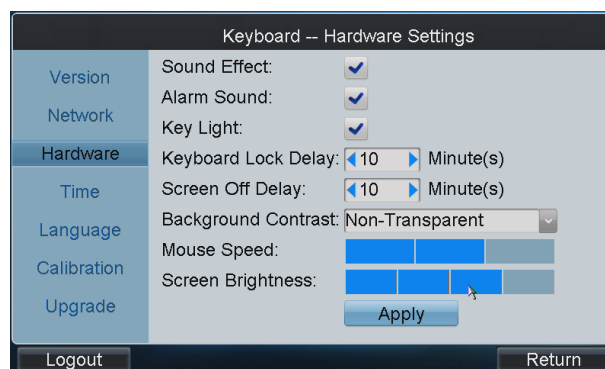 Keyboard -- Hardware Settings
Version
Network
Hardware
Time
Language
Calibration
Upgrade
Sound Effect:
Alarm Sound:
Key Light:
Keyboard Lock Delay: 10 Minute(s)
Screen Off Delay: 10 Minute(s)
Background Contrast: Non-Transparent
Mouse Speed:
Screen Brightness:
Apply
Logout Return